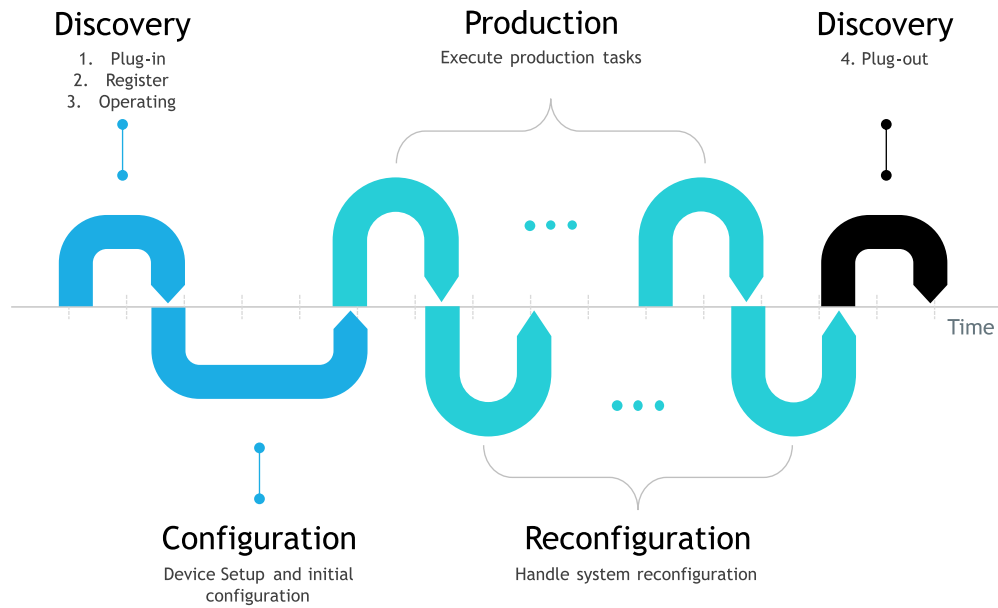 Discovery
1. Plug-in
2. Register
3. Operating
Production
Execute production tasks
Discovery
4. Plug-out
Time
Configuration
Device Setup and initial
configuration
Reconfiguration
Handle system reconfiguration